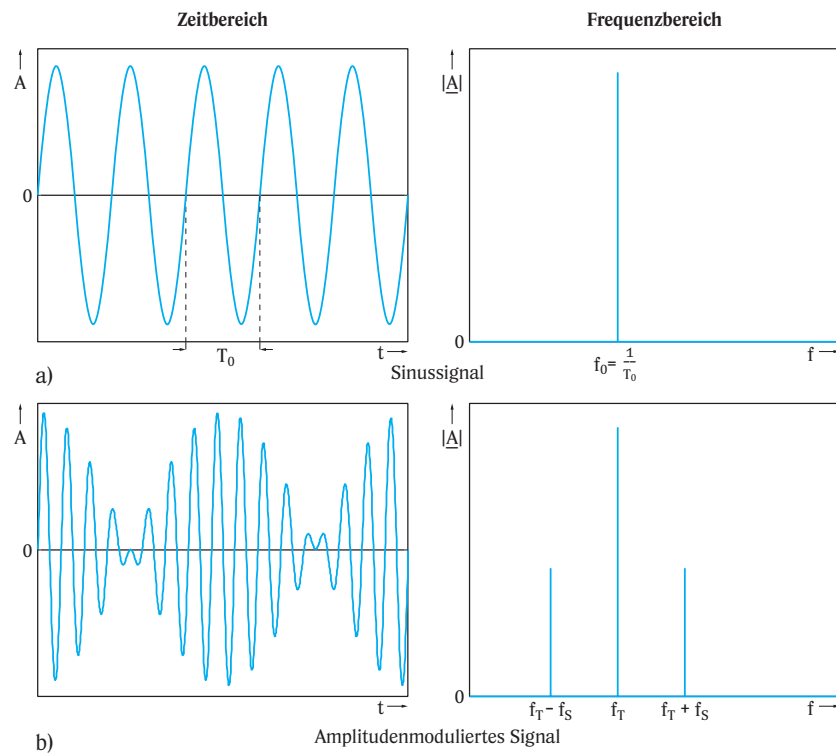 Zeitbereich
Frequenzbereich
A
|A|
0
0
t
f
T₀
f₀= 1/T₀
a)
Sinussignal
A
|A|
0
0
t
f
f_T – f_S
f_T
f_T + f_S
b)
Amplitudenmoduliertes Signal